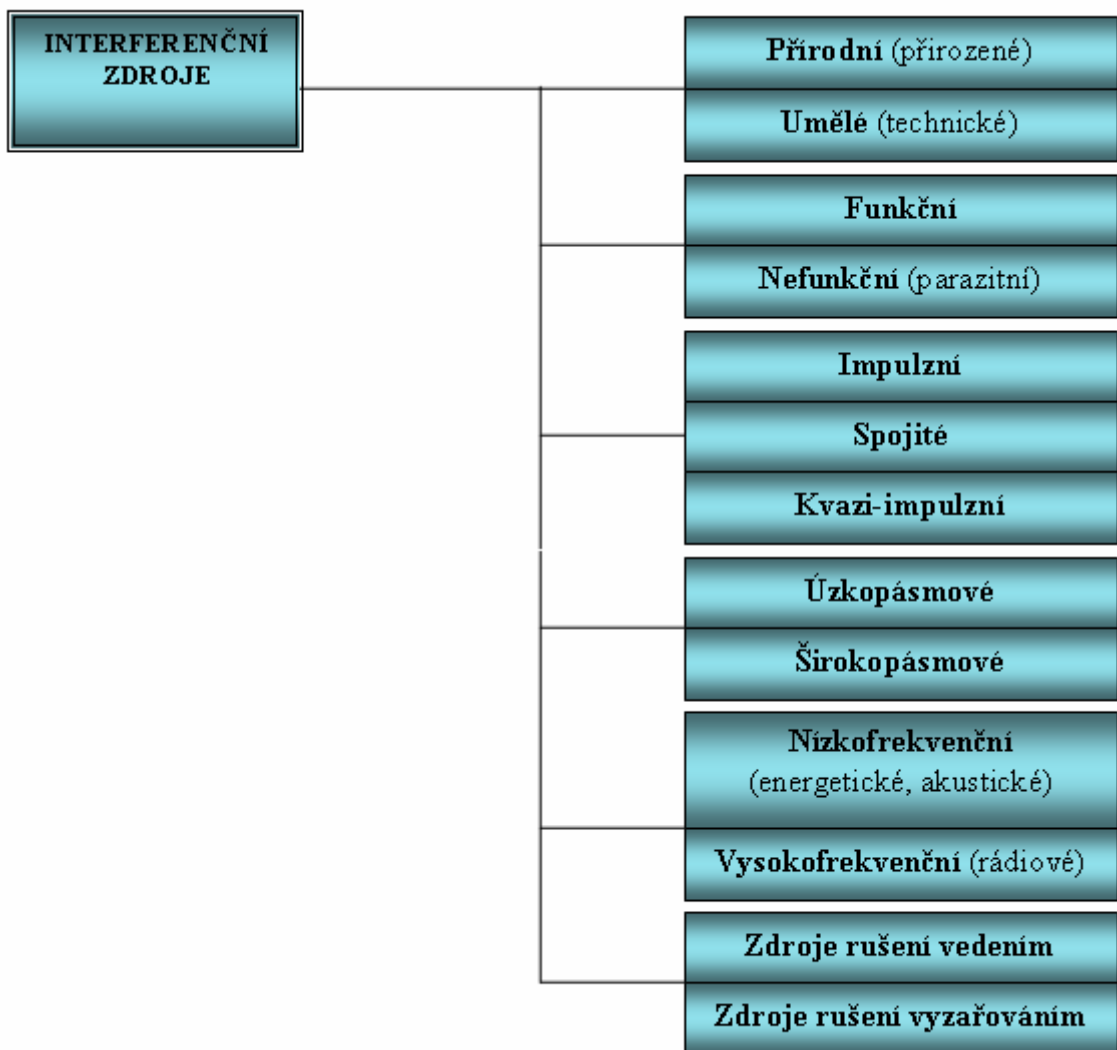 INTERFERENČNÍ
ZDROJE
Přírodní (přirozené)
Umělé (technické)
Funkční
Nefunkční (parazitní)
Impulzní
Spojité
Kvazi-impulzní
Úzkopásmové
Širokopásmové
Nízkofrekvenční
(energetické, akustické)
Vysokofrekvenční (rádiové)
Zdroje rušení vedením
Zdroje rušení vyzařováním